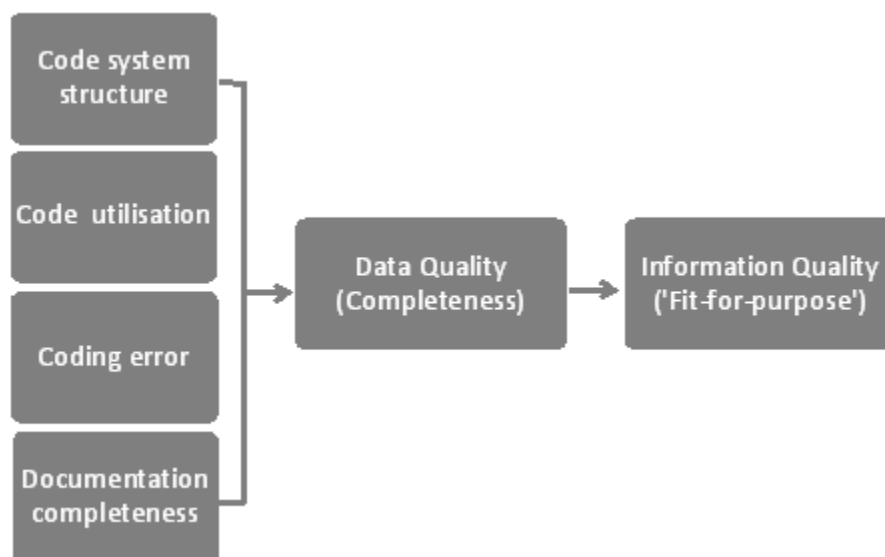 Code system
structure
Code utilisation
Coding error
Documentation
completeness
Data Quality
(Completeness)
Information Quality
('Fit-for-purpose')